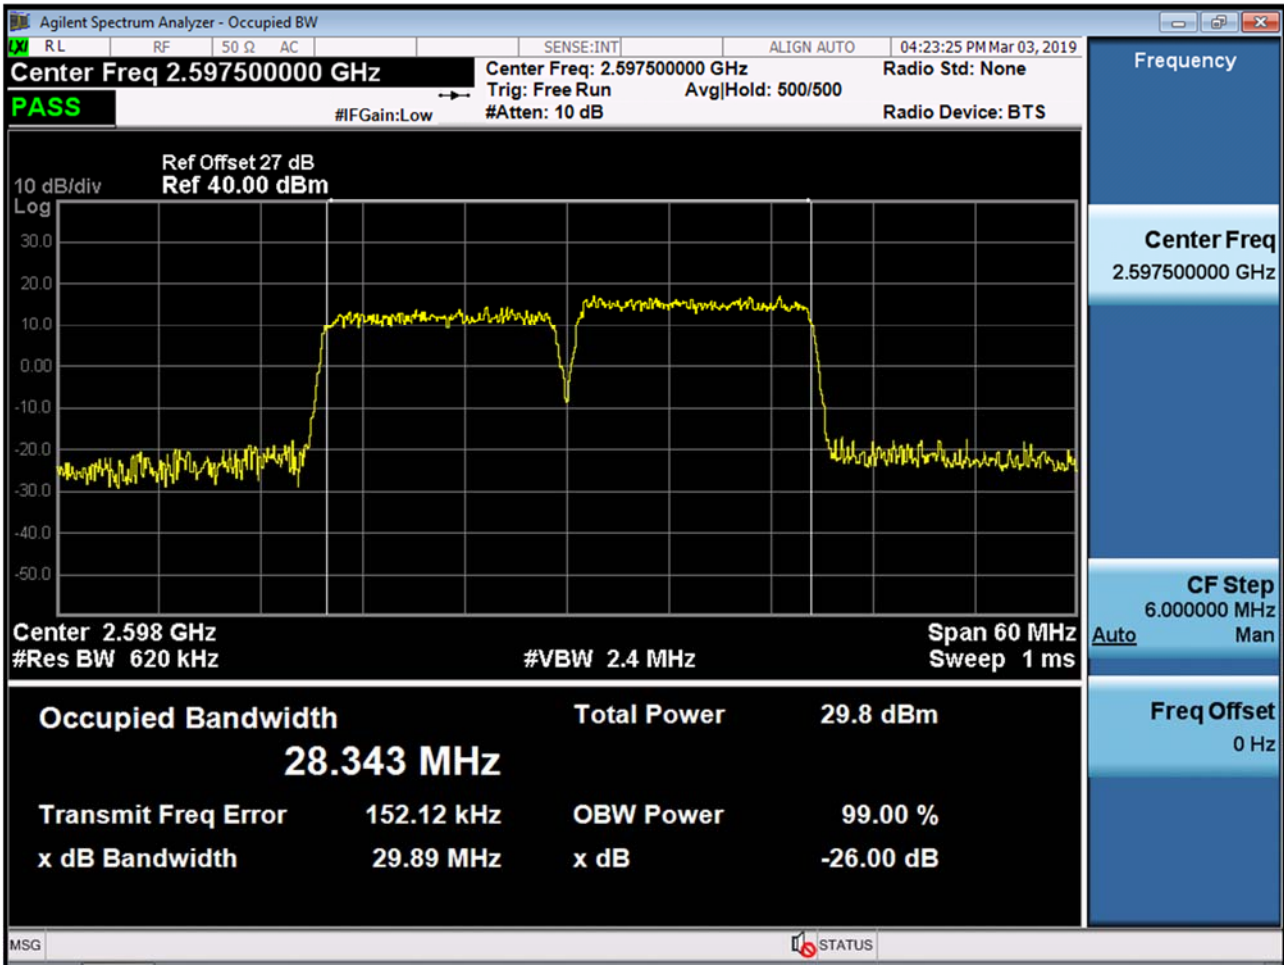 Agilent Spectrum Analyzer - Occupied BW
LXI RL RF 50 Ω AC SENSE:INT ALIGN AUTO 04:23:25 PM Mar 03, 2019
Center Freq 2.597500000 GHz
Center Freq: 2.597500000 GHz Radio Std: None
Trig: Free Run Avg|Hold: 500/500
PASS
#IFGain:Low #Atten: 10 dB Radio Device: BTS
Ref Offset 27 dB
10 dB/div Ref 40.00 dBm
Log
30.0
20.0
10.0
0.00
-10.0
-20.0
-30.0
-40.0
-50.0
Center 2.598 GHz Span 60 MHz
#Res BW 620 kHz #VBW 2.4 MHz Sweep 1 ms
Occupied Bandwidth Total Power 29.8 dBm
28.343 MHz
Transmit Freq Error 152.12 kHz OBW Power 99.00 %
x dB Bandwidth 29.89 MHz x dB -26.00 dB
MSG STATUS
Frequency
Center Freq
2.597500000 GHz
CF Step
6.000000 MHz
Auto Man
Freq Offset
0 Hz